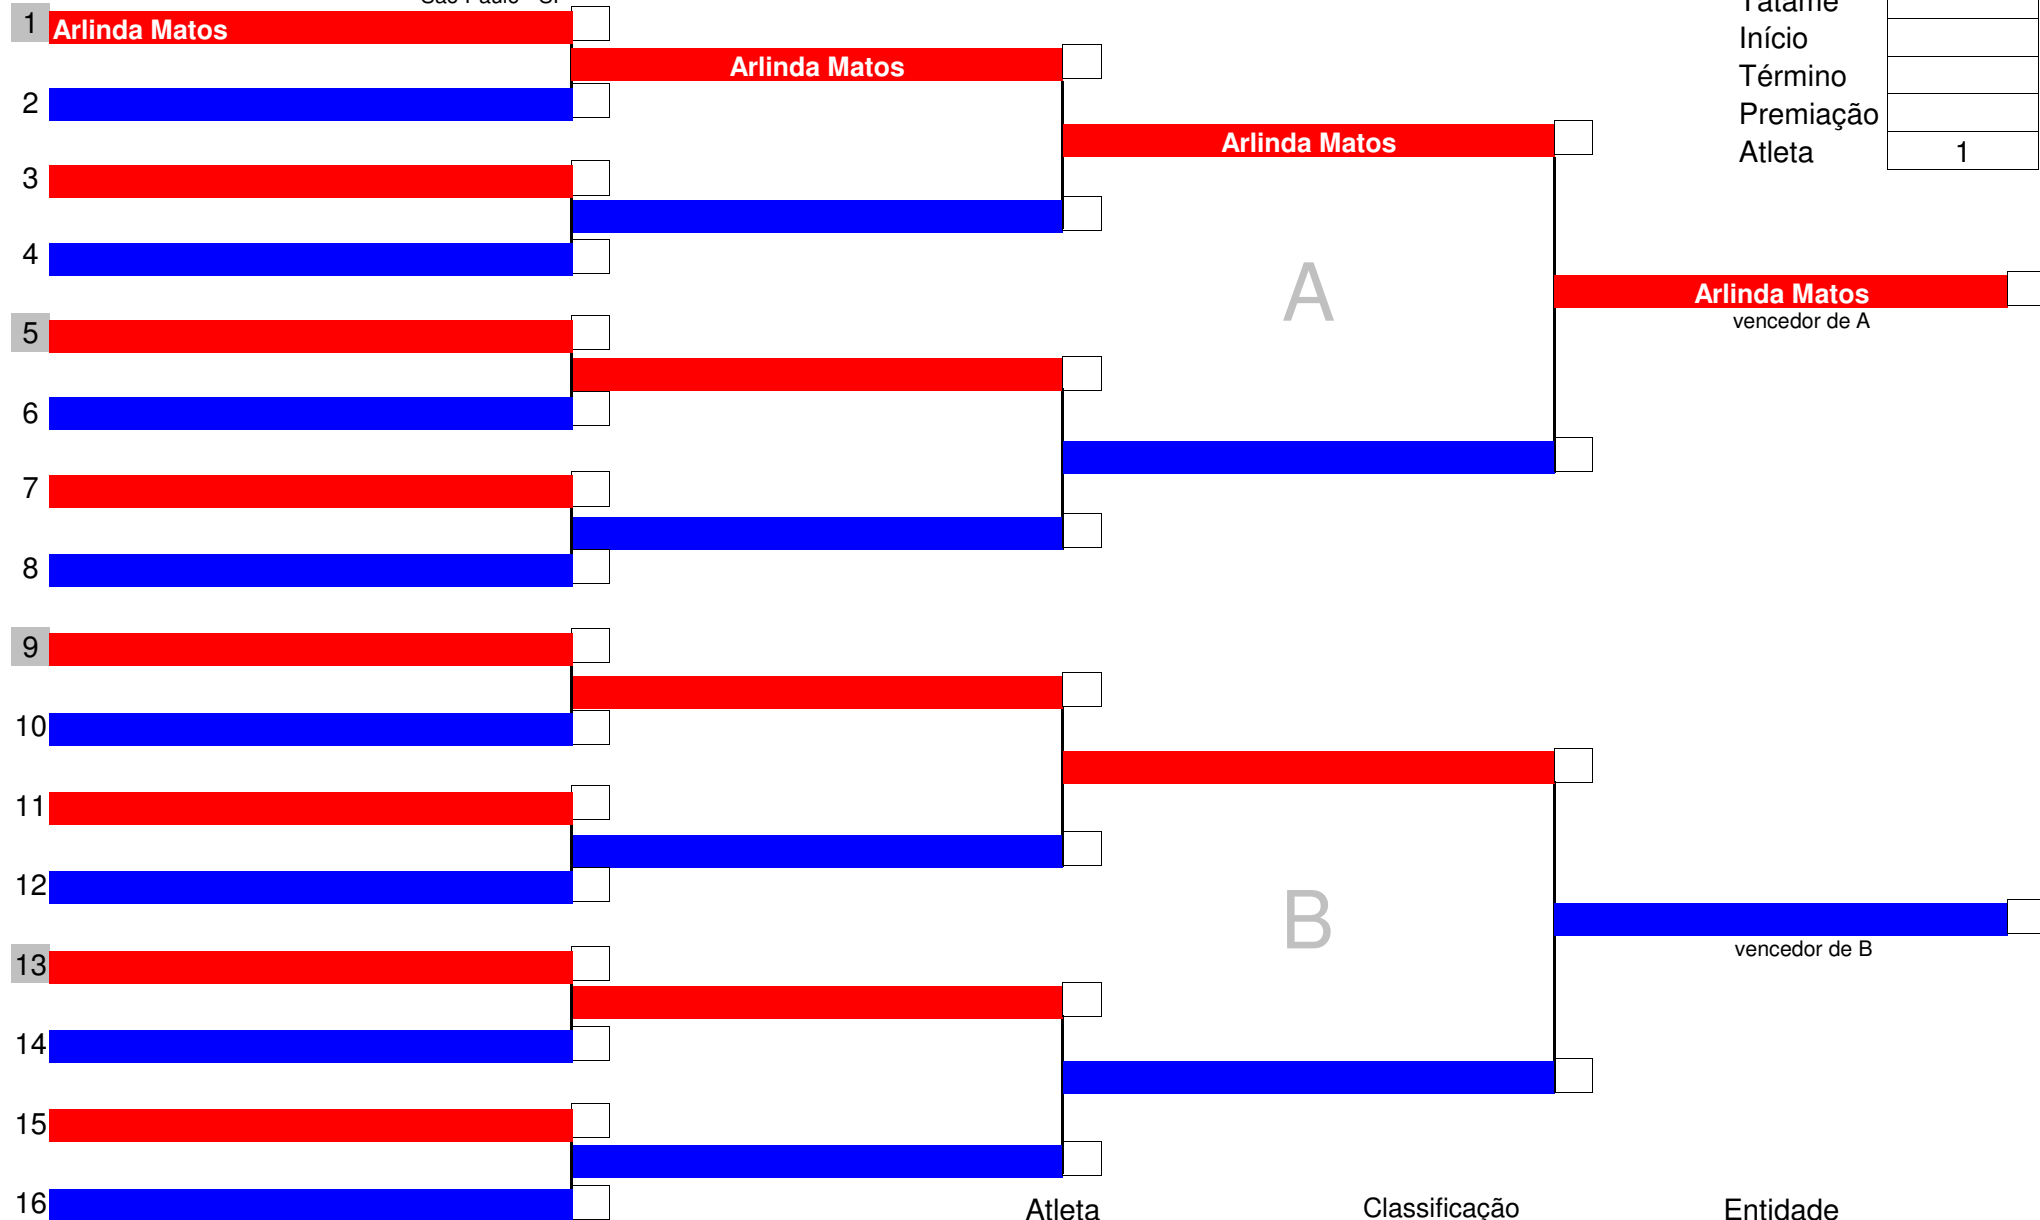 Tatame
1 Arlinda Matos
Início
Arlinda Matos
Término
2
Premiação
Arlinda Matos
Atleta 1
3
4
A
Arlinda Matos
vencedor de A
5
6
7
8
9
10
11
12
B
vencedor de B
13
14
15
16
Atleta Classificação Entidade